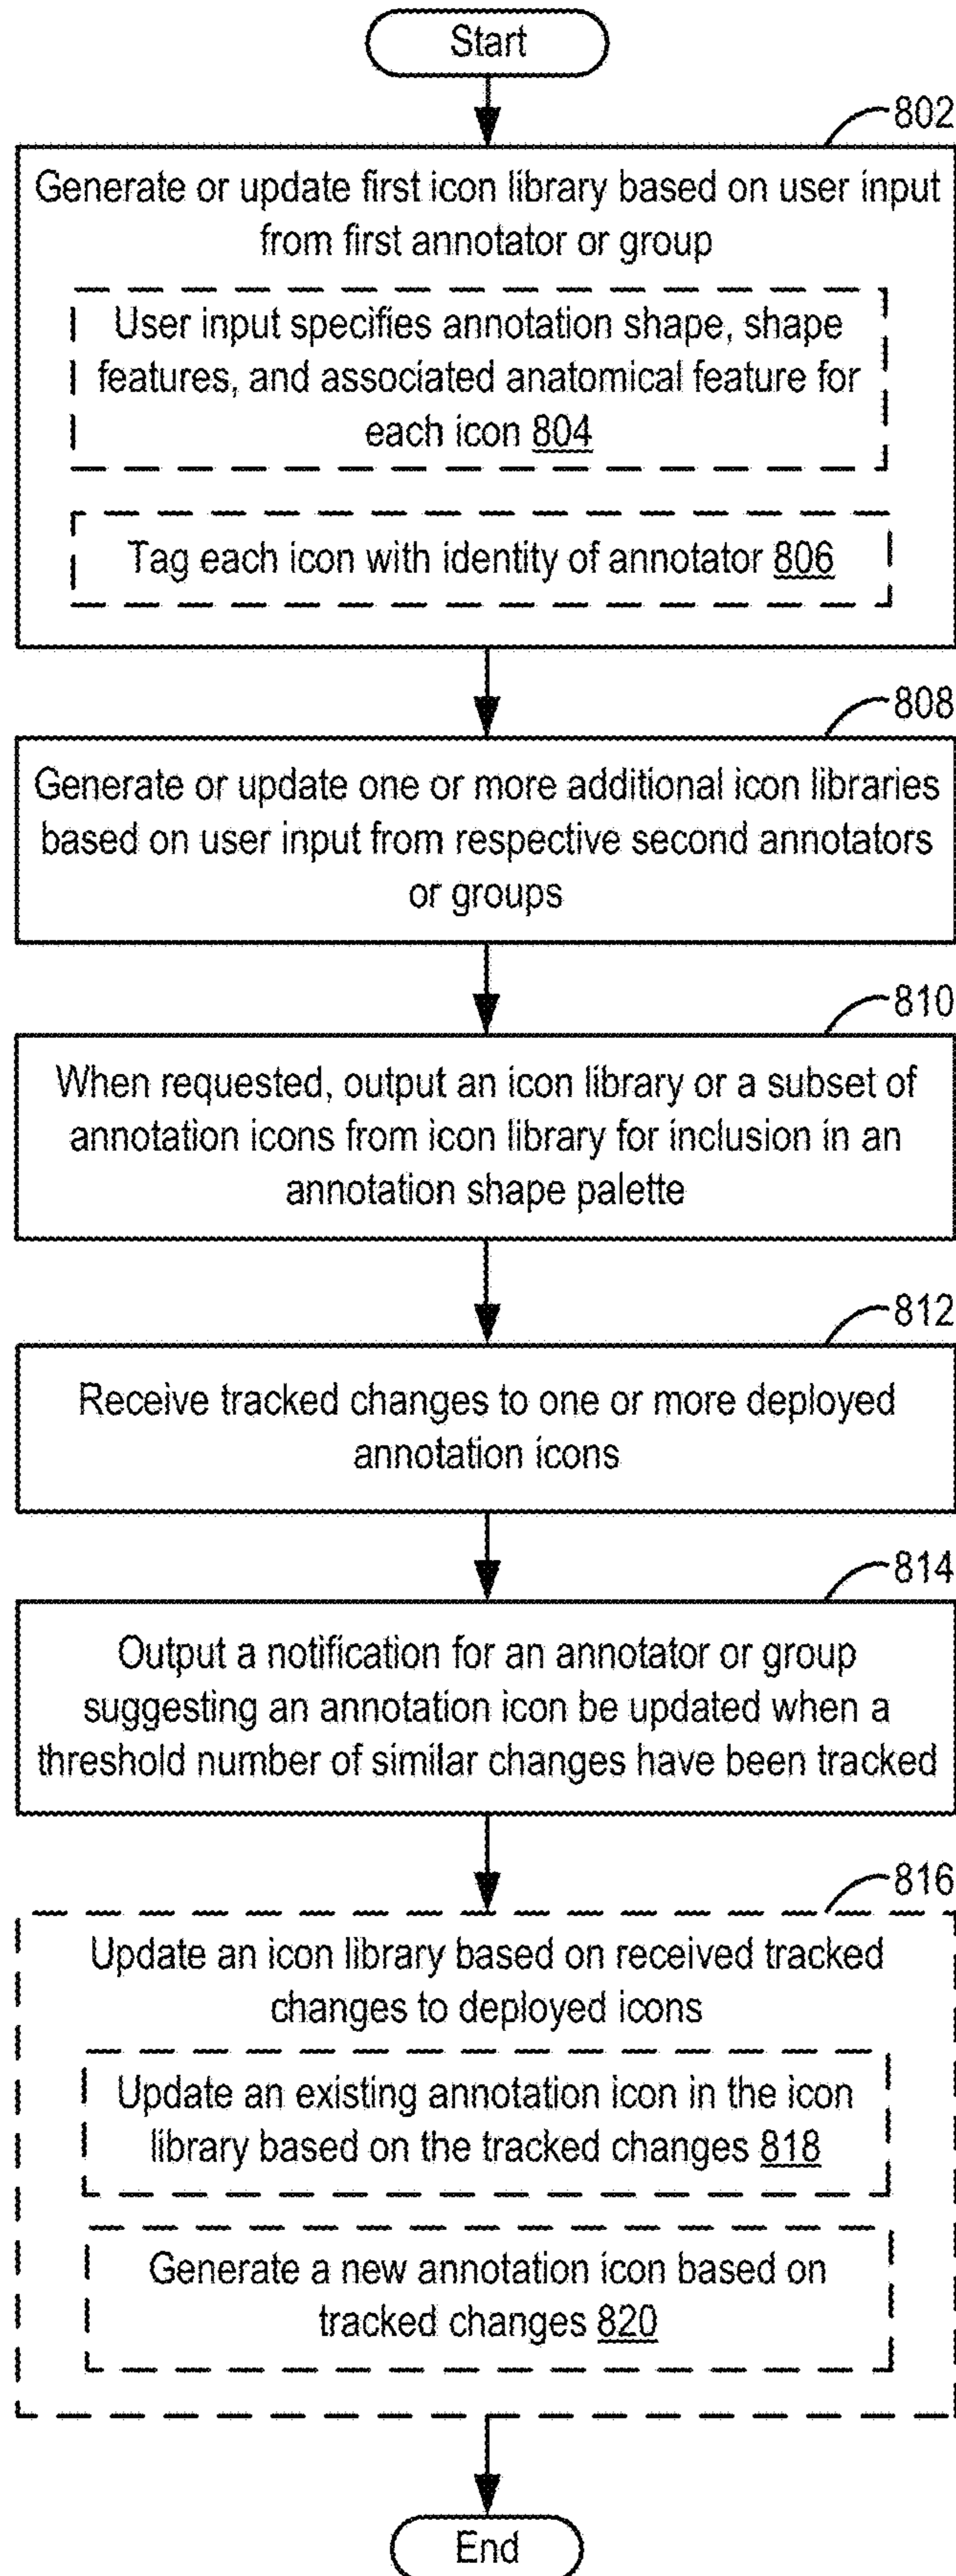 Start
802
Generate or update first icon library based on user input
from first annotator or group
User input specifies annotation shape, shape
features, and associated anatomical feature for
each icon 804
Tag each icon with identity of annotator 806
808
Generate or update one or more additional icon libraries
based on user input from respective second annotators
or groups
810
When requested, output an icon library or a subset of
annotation icons from icon library for inclusion in an
annotation shape palette
812
Receive tracked changes to one or more deployed
annotation icons
814
Output a notification for an annotator or group
suggesting an annotation icon be updated when a
threshold number of similar changes have been tracked
816
Update an icon library based on received tracked
changes to deployed icons
Update an existing annotation icon in the icon
library based on the tracked changes 818
Generate a new annotation icon based on
tracked changes 820
End